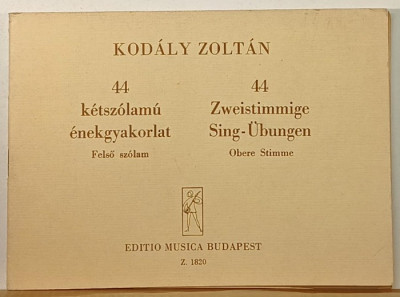 KODÁLY ZOLTÁN
44
kétszólamú
énekgyakorlat
Felső szólam
44
Zweistimmige
Sing-Übungen
Obere Stimme
EDITIO MUSICA BUDAPEST
Z. 1820